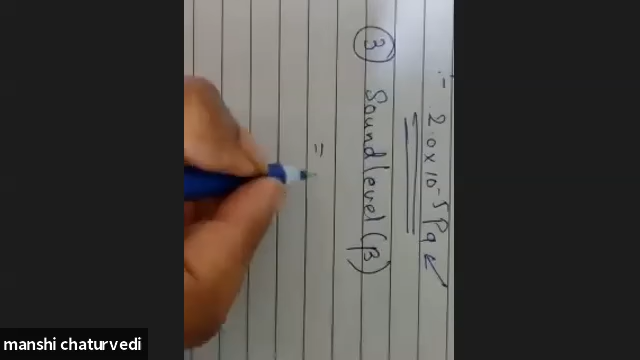 :- 2.0 x 10⁻⁵ Pa
③ Sound level (β)
=
manshi chaturvedi